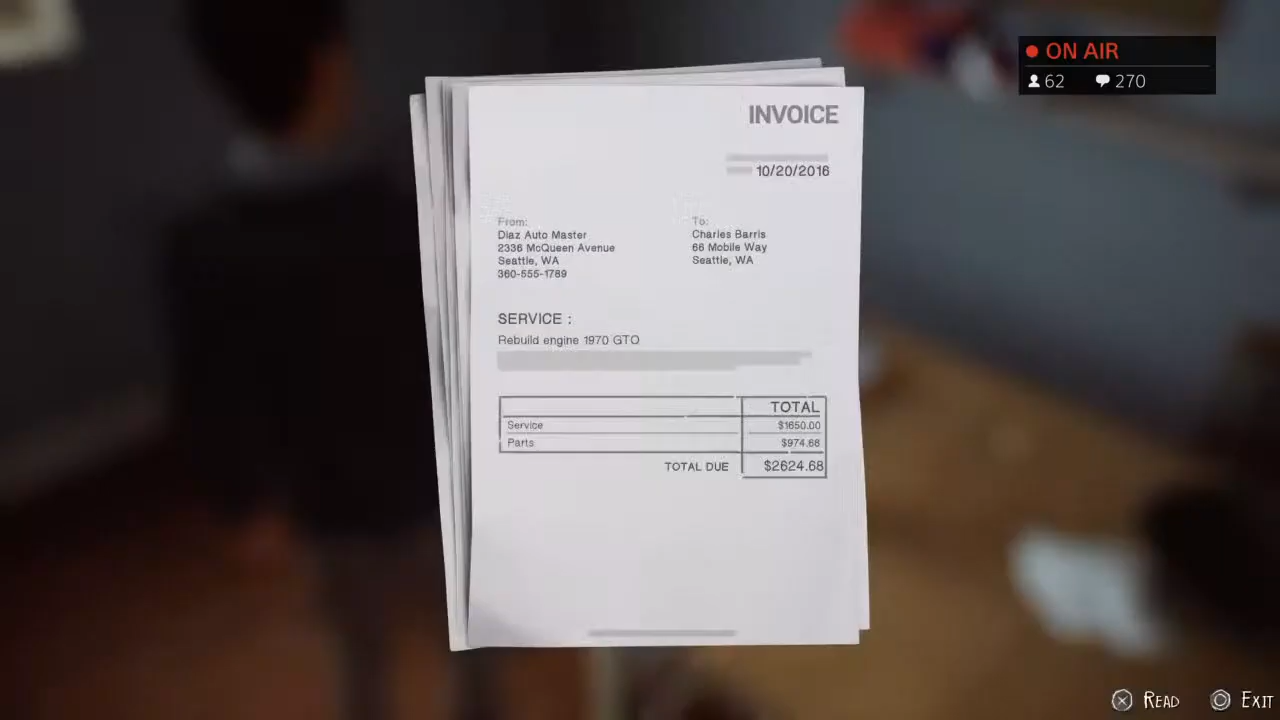 ON AIR
62 270
INVOICE
10/20/2016
From:
Diaz Auto Master
2336 McQueen Avenue
Seattle, WA
360-555-1789
To:
Charles Barris
66 Mobile Way
Seattle, WA
SERVICE :
Rebuild engine 1970 GTO
TOTAL
Service $1650.00
Parts $974.68
TOTAL DUE $2624.68
READ EXIT